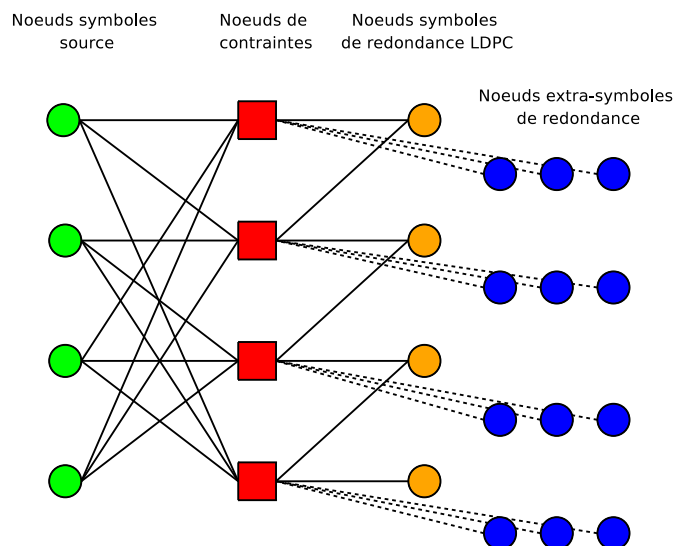 Noeuds symboles
source
Noeuds de
contraintes
Noeuds symboles
de redondance LDPC
Noeuds extra-symboles
de redondance